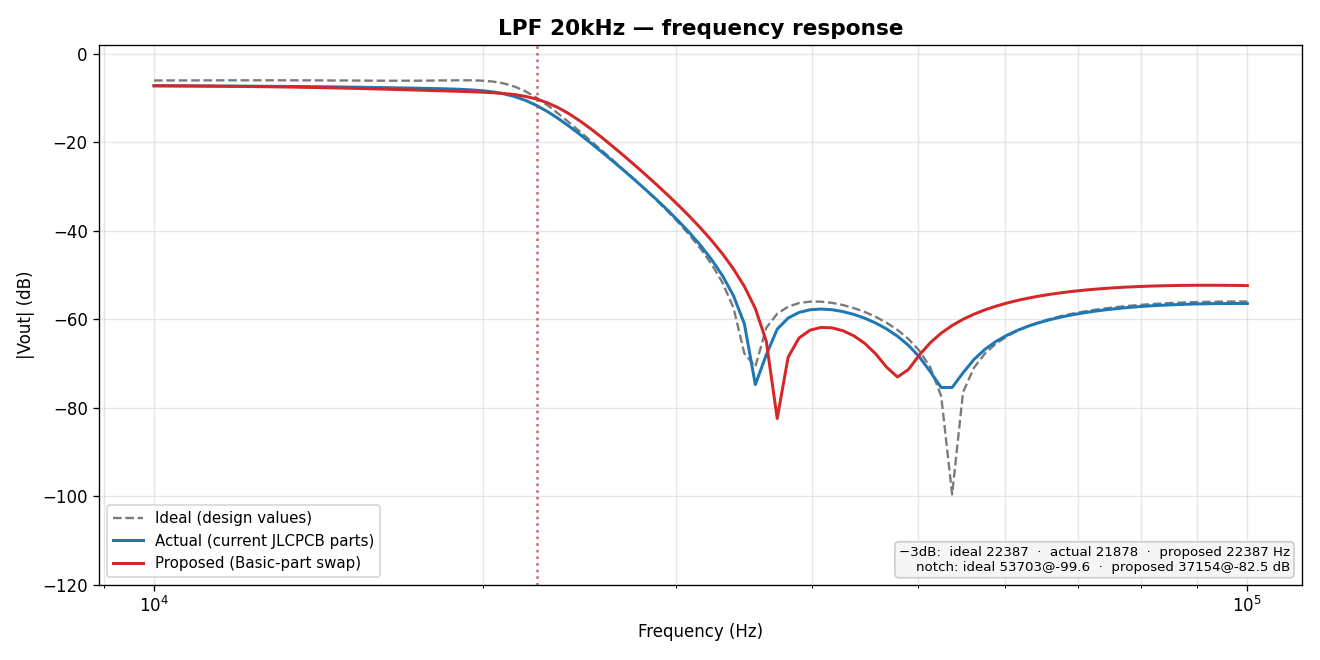 LPF 20kHz — frequency response
|Vout| (dB)
0
−20
−40
−60
−80
−100
−120
Ideal (design values)
Actual (current JLCPCB parts)
Proposed (Basic-part swap)
−3dB: ideal 22387 · actual 21878 · proposed 22387 Hz
notch: ideal 53703@-99.6 · proposed 37154@-82.5 dB
10⁴
10⁵
Frequency (Hz)